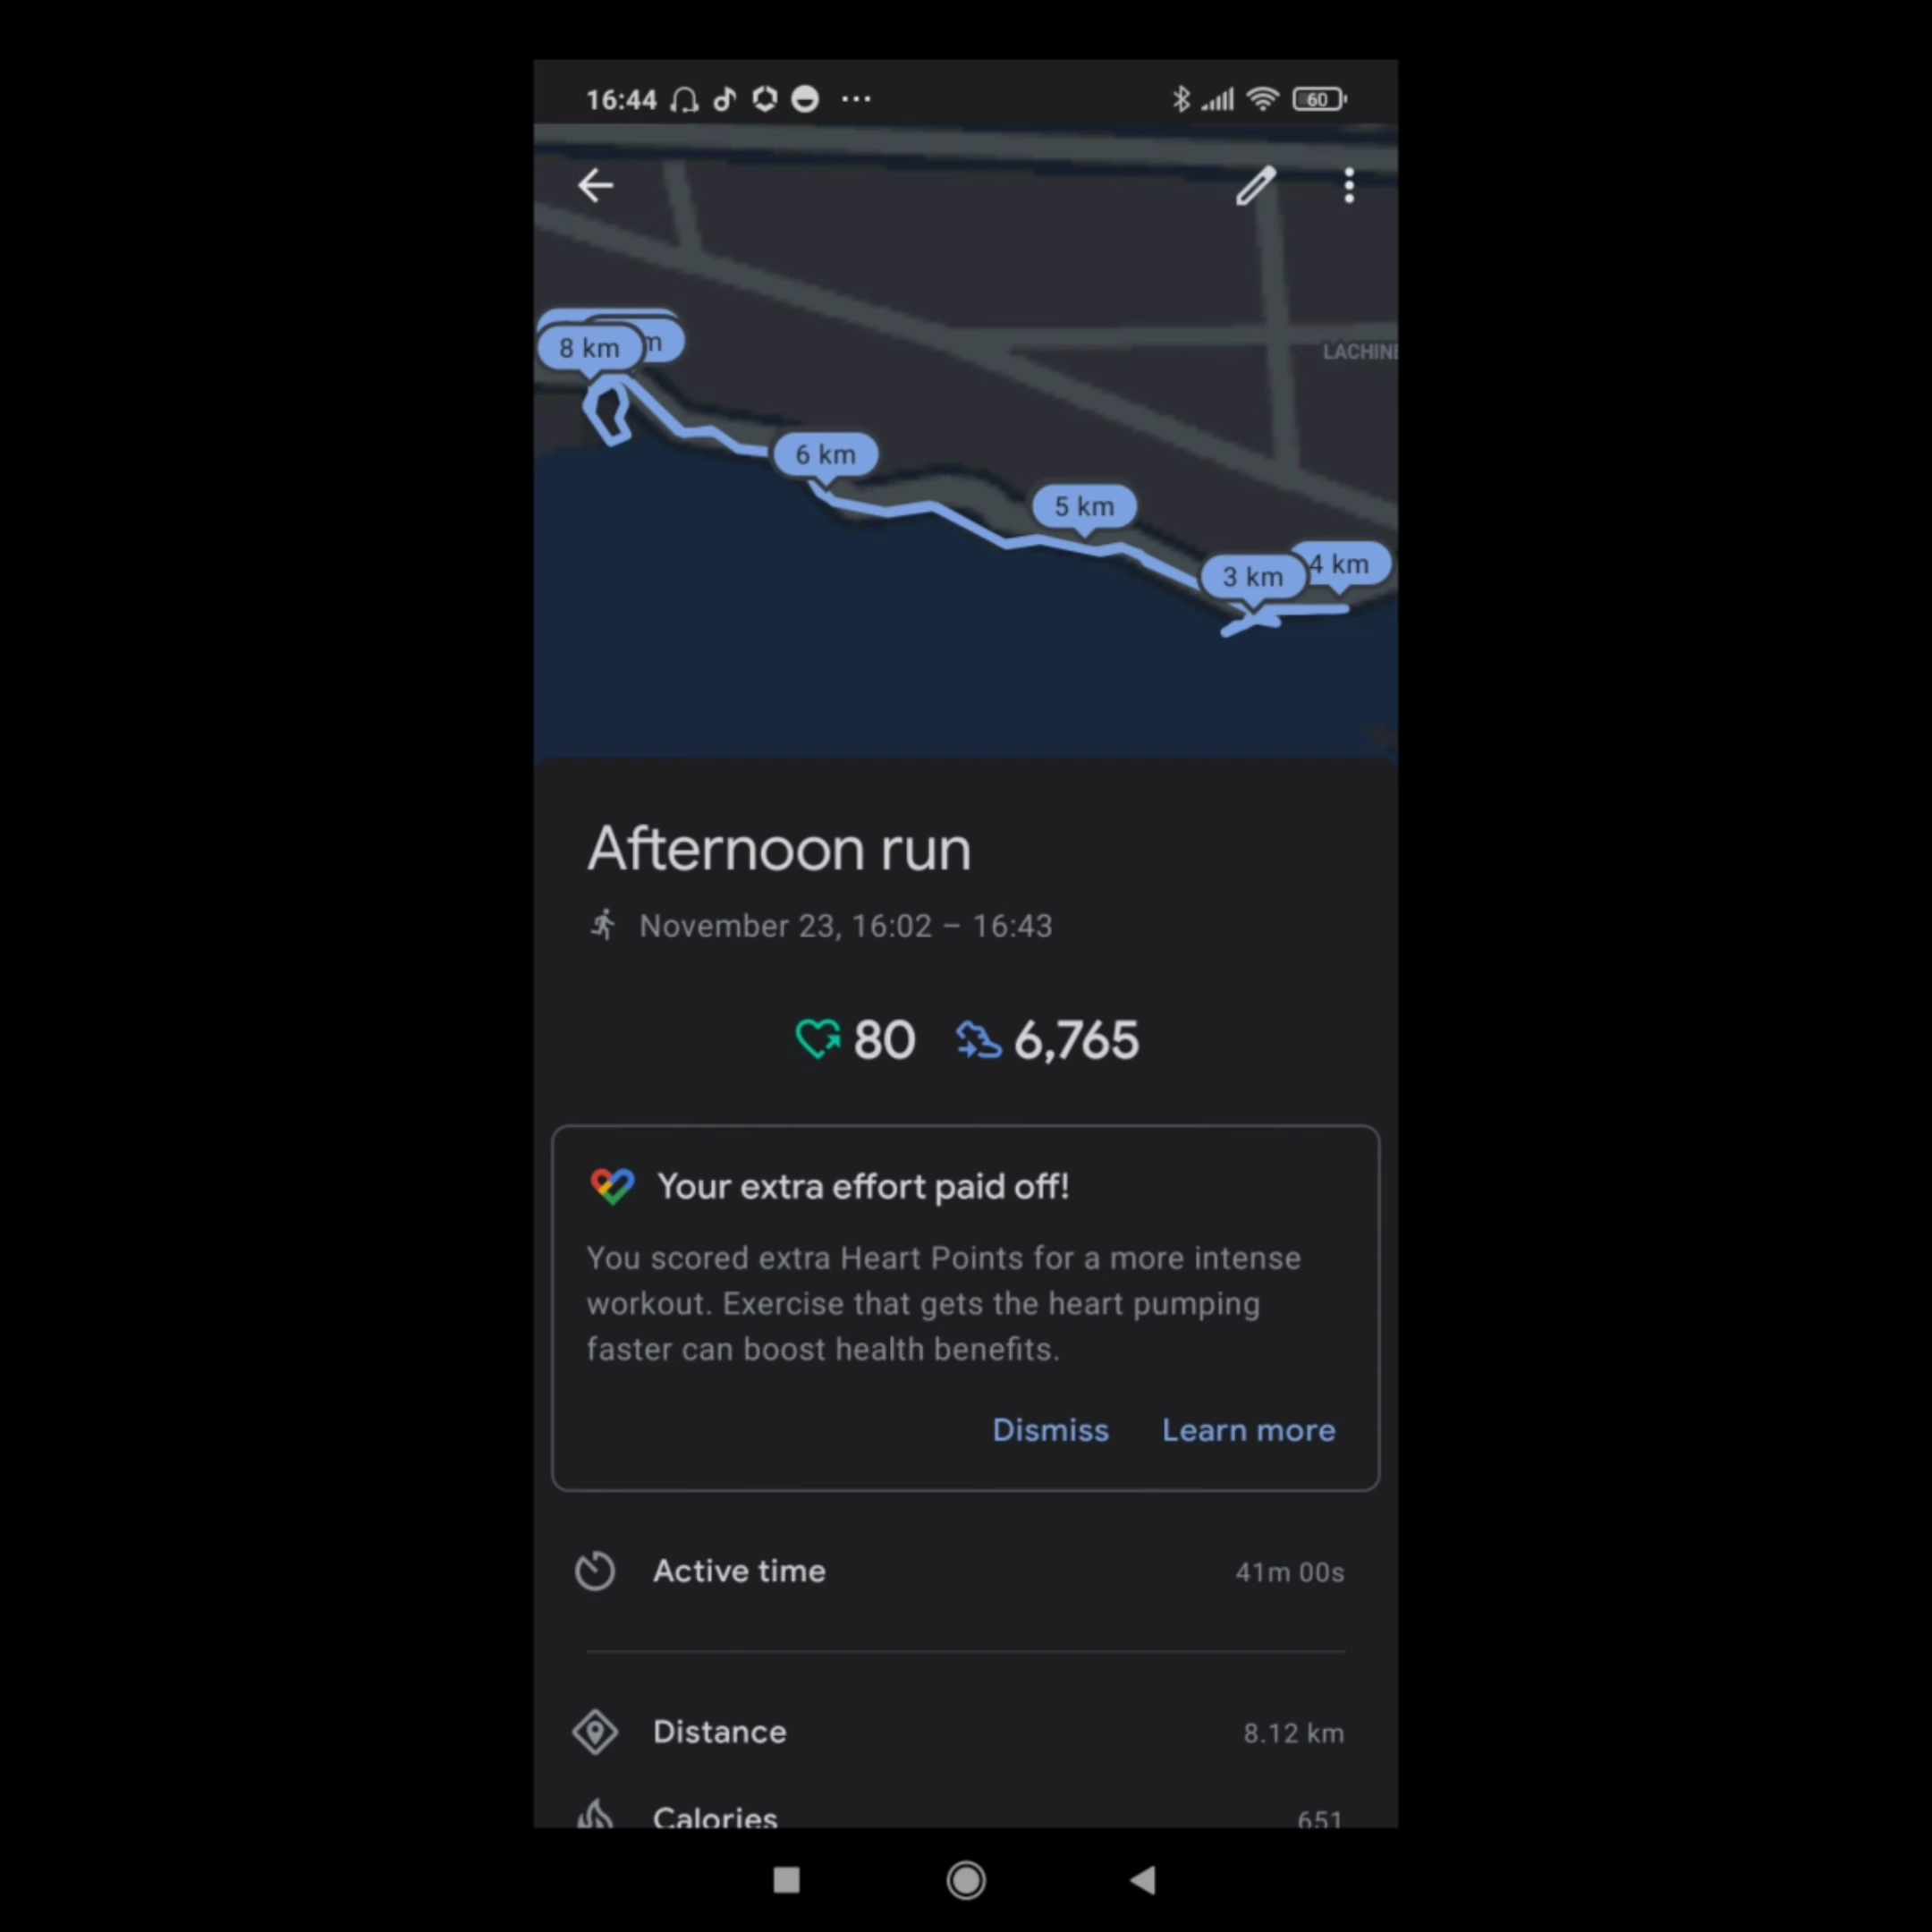 16:44
60
LACHINE
8 km
m
6 km
5 km
3 km
4 km
Afternoon run
November 23, 16:02 – 16:43
80 6,765
Your extra effort paid off!
You scored extra Heart Points for a more intense
workout. Exercise that gets the heart pumping
faster can boost health benefits.
Dismiss Learn more
Active time 41m 00s
Distance 8.12 km
Calories 651